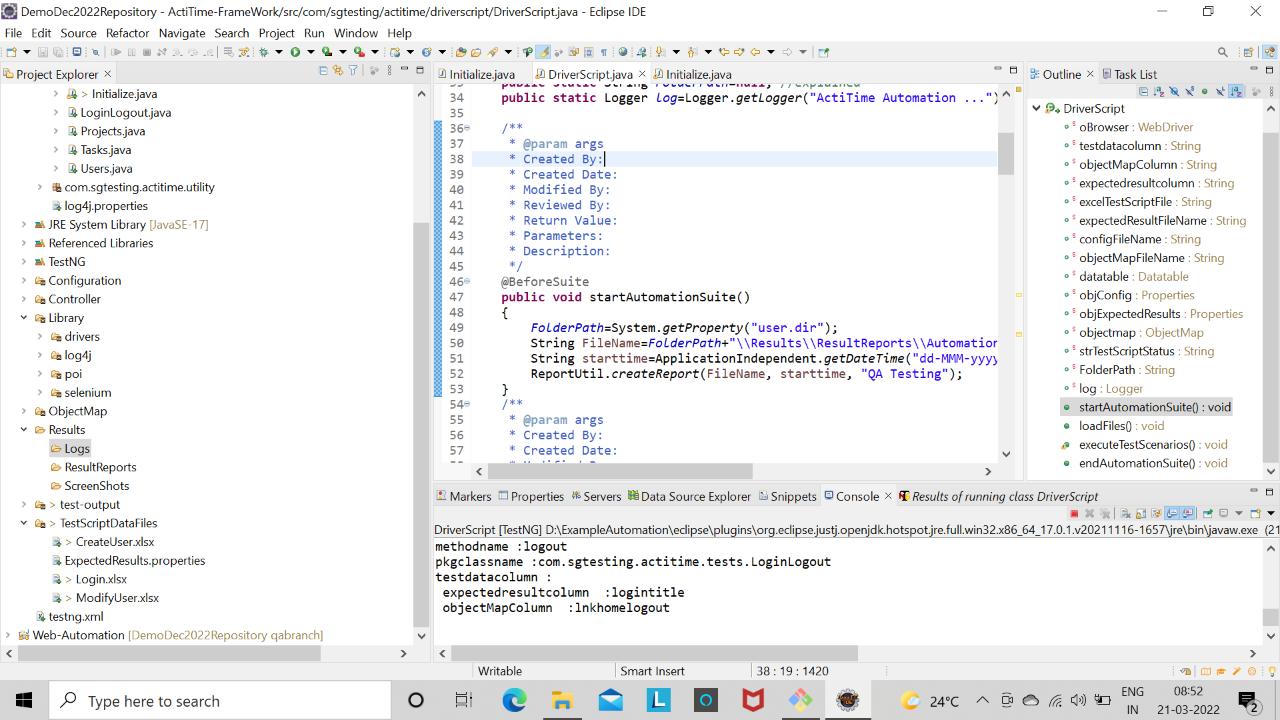 DemoDec2022Repository - ActiTime-FrameWork/src/com/sgtesting/actitime/driverscript/DriverScript.java - Eclipse IDE
File Edit Source Refactor Navigate Search Project Run Window Help
Project Explorer
> Initialize.java
LoginLogout.java
Projects.java
Tasks.java
Users.java
com.sgtesting.actitime.utility
log4j.properties
JRE System Library [JavaSE-17]
Referenced Libraries
TestNG
Configuration
Controller
Library
drivers
log4j
poi
selenium
ObjectMap
Results
Logs
ResultReports
ScreenShots
> test-output
> TestScriptDataFiles
> CreateUser.xlsx
ExpectedResults.properties
> Login.xlsx
> ModifyUser.xlsx
testng.xml
Web-Automation [DemoDec2022Repository qabranch]
Initialize.java DriverScript.java Initialize.java
34 public static Logger log=Logger.getLogger("ActiTime Automation ...")
35
36 /**
37 * @param args
38 * Created By:
39 * Created Date:
40 * Modified By:
41 * Reviewed By:
42 * Return Value:
43 * Parameters:
44 * Description:
45 */
46 @BeforeSuite
47 public void startAutomationSuite()
48 {
49 FolderPath=System.getProperty("user.dir");
50 String FileName=FolderPath+"\\Results\\ResultReports\\Automation
51 String starttime=ApplicationIndependent.getDateTime("dd-MMM-yyyy
52 ReportUtil.createReport(FileName, starttime, "QA Testing");
53 }
54 /**
55 * @param args
56 * Created By:
57 * Created Date:
Outline Task List
DriverScript
oBrowser : WebDriver
testdatacolumn : String
objectMapColumn : String
expectedresultcolumn : String
excelTestScriptFile : String
expectedResultFileName : String
configFileName : String
objectMapFileName : String
datatable : Datatable
objConfig : Properties
objExpectedResults : Properties
objectmap : ObjectMap
strTestScriptStatus : String
FolderPath : String
log : Logger
startAutomationSuite() : void
loadFiles() : void
executeTestScenarios() : void
endAutomationSuite() : void
Markers Properties Servers Data Source Explorer Snippets Console Results of running class DriverScript
DriverScript [TestNG] D:\ExampleAutomation\eclipse\plugins\org.eclipse.justj.openjdk.hotspot.jre.full.win32.x86_64_17.0.1.v20211116-1657\jre\bin\javaw.exe (21
methodname :logout
pkgclassname :com.sgtesting.actitime.tests.LoginLogout
testdatacolumn :
expectedresultcolumn :logintitle
objectMapColumn :lnkhomelogout
Writable Smart Insert 38 : 19 : 1420
Type here to search
24°C
ENG
IN
08:52
21-03-2022
2